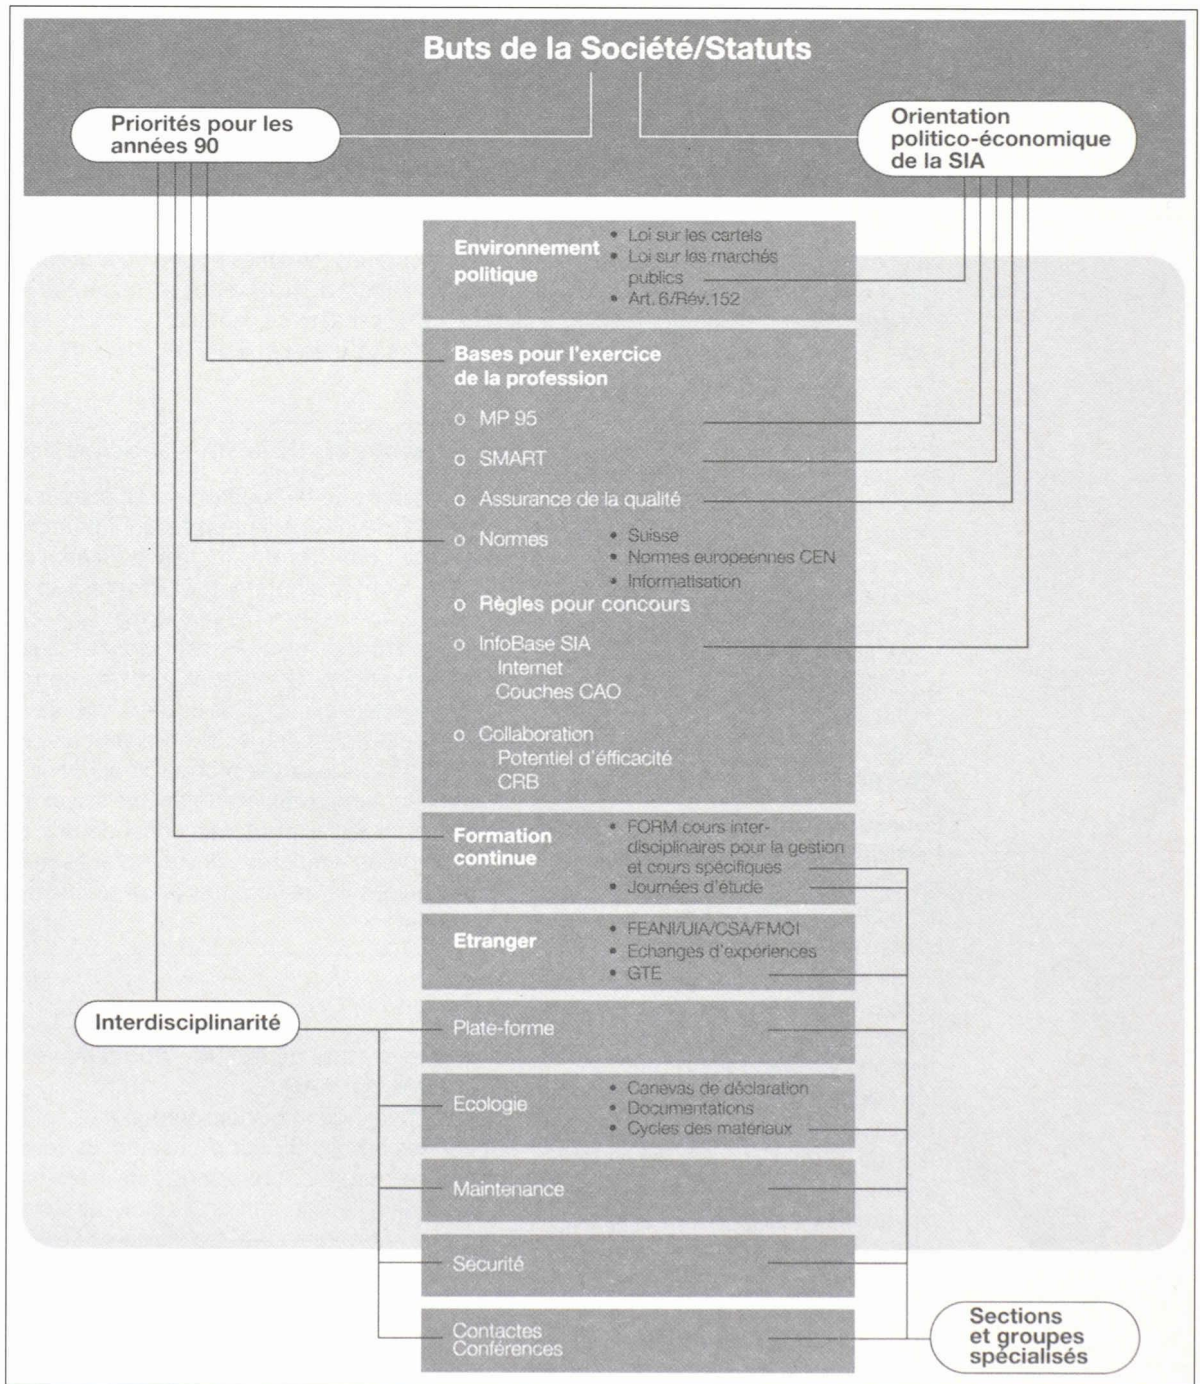 Buts de la Société/Statuts
Priorités pour les
années 90
Orientation
politico-économique
de la SIA
Environnement
politique
• Loi sur les cartels
• Loi sur les marchés
publics
• Art. 6/Rév.152
Bases pour l'exercice
de la profession
o MP 95
o SMART
o Assurance de la qualité
o Normes
• Suisse
• Normes europeennes CEN
• Informatisation
o Règles pour concours
o InfoBase SIA
Internet
Couches CAO
o Collaboration
Potentiel d'éfficacité
CRB
Formation
continue
• FORM cours inter-
disciplinaires pour la gestion
et cours spécifiques
• Journées d'étude
Etranger
• FEANI/UIA/CSA/FMOI
• Echanges d'expériences
• GTE
Interdisciplinarité
Plate-forme
Ecologie
• Canevas de déclaration
• Documentations
• Cycles des matériaux
Maintenance
Sécurité
Contactes
Conférences
Sections
et groupes
spécialisés